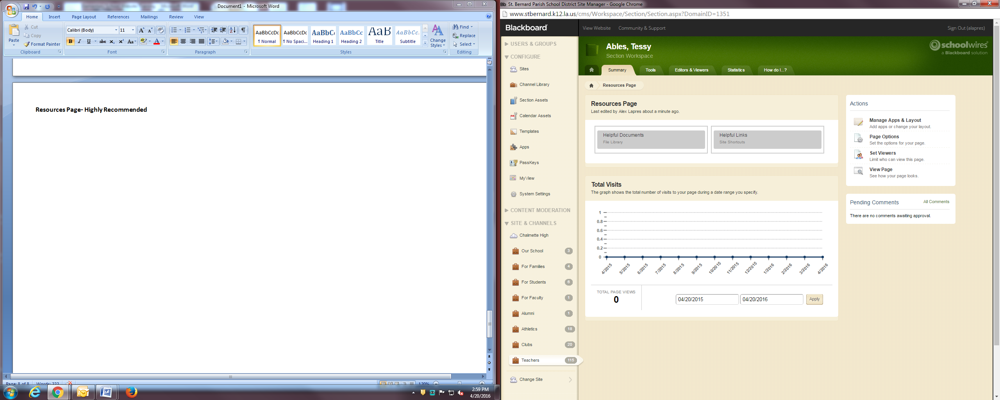 Document1 - Microsoft Word
Home Insert Page Layout References Mailings Review View
Paste
Cut
Copy
Format Painter
Clipboard
Calibri (Body) 11
Font
Paragraph
AaBbCcDc AaBbCcDc AaBbC AaBbCc AaB AaBbCc.
¶ Normal ¶ No Spaci... Heading 1 Heading 2 Title Subtitle
Change Styles
Styles
Find
Replace
Select
Editing
Resources Page- Highly Recommended
Page: 8 of 8 Words: 222 120%
2:59 PM
4/20/2016
Bb St. Bernard Parish School District Site Manager - Google Chrome
www.stbernard.k12.la.us/cms/Workspace/Section/Section.aspx?DomainID=1351
Blackboard
View Website Community & Support Sign Out (alapres)
USERS & GROUPS
CONFIGURE
Sites
Channel Library
Section Assets
Calendar Assets
Templates
Apps
PassKeys
MyView
System Settings
CONTENT MODERATION
SITE & CHANNELS
Chalmette High
Our School 3
For Families 4
For Students 6
For Faculty 1
Alumni 1
Athletics 18
Clubs 20
Teachers 115
Change Site
Ables, Tessy
Section Workspace
schoolwires
a Blackboard solution
Summary Tools Editors & Viewers Statistics How do I...?
Resources Page
Resources Page
Last edited by Alex Lapres about a minute ago.
Helpful Documents
File Library
Helpful Links
Site Shortcuts
Total Visits
The graph shows the total number of visits to your page during a date range you specify.
1
0.8
0.6
0.4
0.2
0
4/2015 5/2015 6/2015 7/2015 8/2015 9/2015 10/2015 11/2015 12/2015 1/2016 2/2016 3/2016 4/2016
TOTAL PAGE VIEWS
0
04/20/2015 04/20/2016 Apply
Actions
Manage Apps & Layout
Add apps or change your layout.
Page Options
Set the options for your page.
Set Viewers
Limit who can view this page.
View Page
See how your page looks.
Pending Comments All Comments
There are no comments awaiting approval.